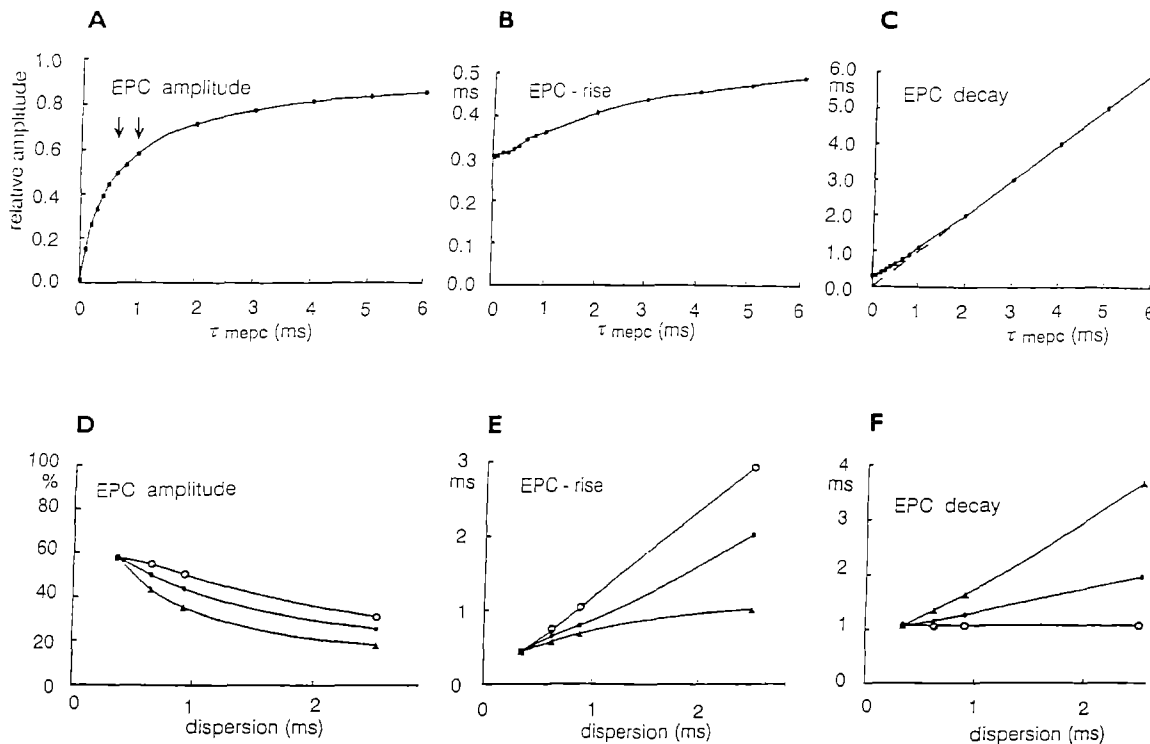 A
B
C
relative amplitude
1.0
0.8
0.6
0.4
0.2
0.0
EPC amplitude
0 1 2 3 4 5 6
τ mepc (ms)
0.5
ms
0.4
0.3
0.2
0.1
0.0
EPC - rise
0 1 2 3 4 5 6
τ mepc (ms)
6.0
ms
5.0
4.0
3.0
2.0
1.0
0.0
EPC decay
0 1 2 3 4 5 6
τ mepc (ms)
D
E
F
100
%
80
60
40
20
0
EPC amplitude
0 1 2
dispersion (ms)
3
ms
2
1
0
EPC - rise
0 1 2
dispersion (ms)
4
ms
3
2
1
0
EPC decay
0 1 2
dispersion (ms)